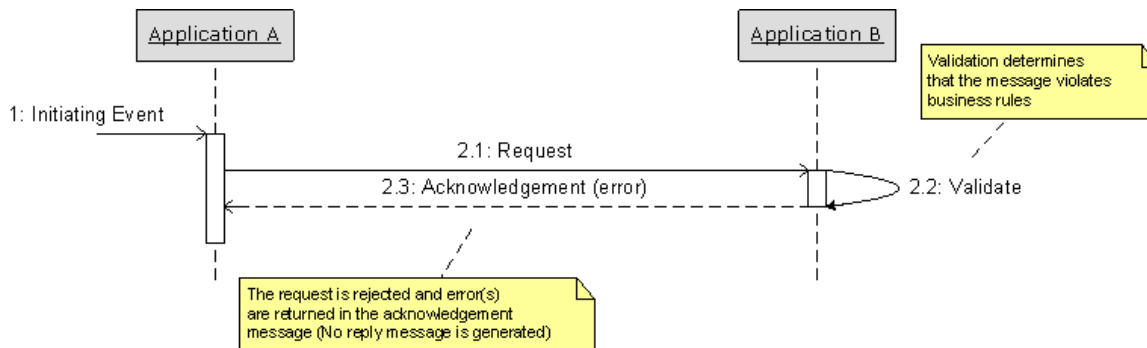 Application A
Application B
Validation determines
that the message violates
business rules
1: Initiating Event
2.1: Request
2.3: Acknowledgement (error)
2.2: Validate
The request is rejected and error(s)
are returned in the acknowledgement
message (No reply message is generated)